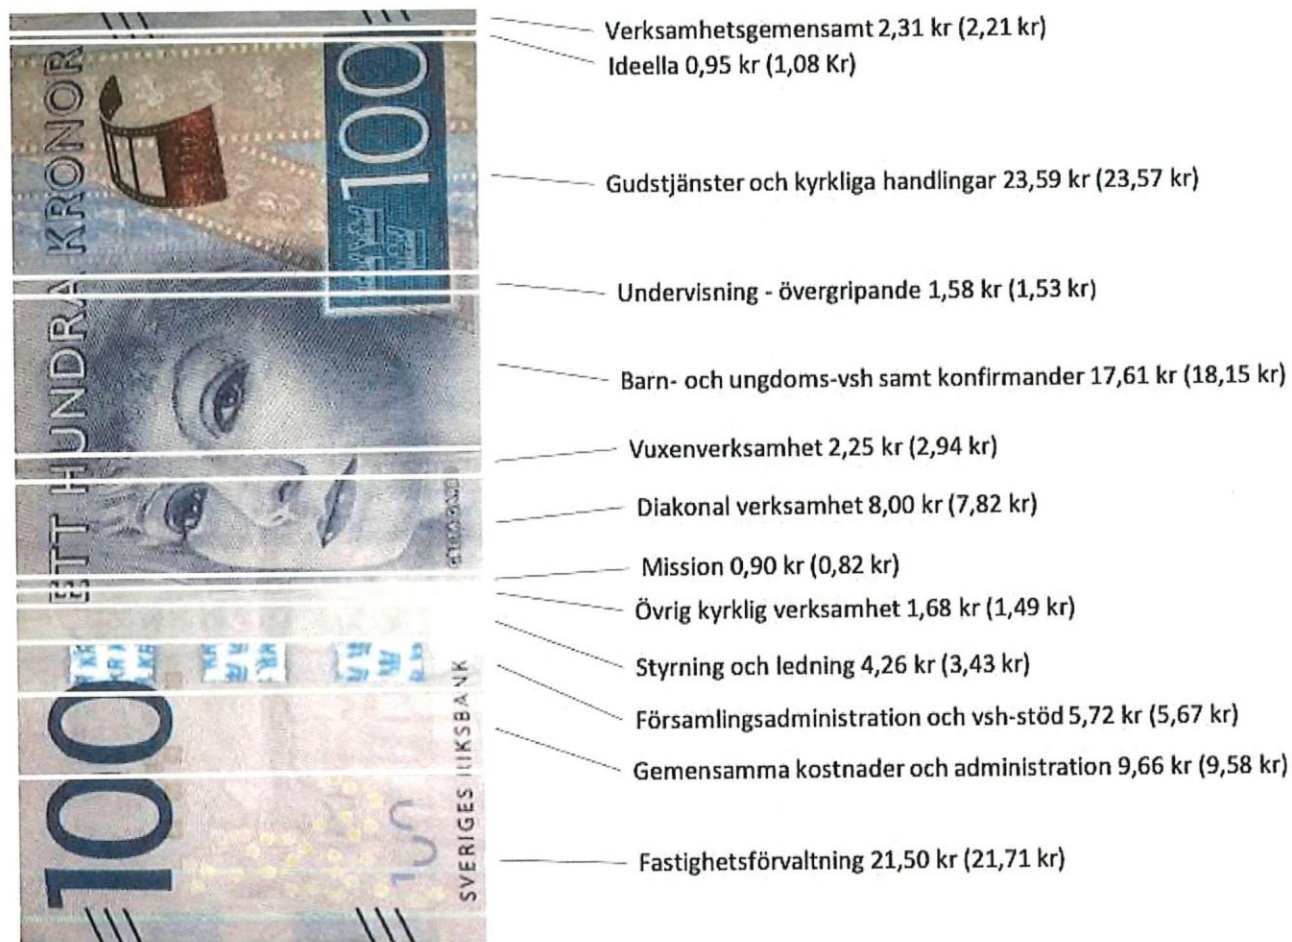 Verksamhetsgemensamt 2,31 kr (2,21 kr)
Ideella 0,95 kr (1,08 Kr)
Gudstjänster och kyrkliga handlingar 23,59 kr (23,57 kr)
Undervisning - övergripande 1,58 kr (1,53 kr)
Barn- och ungdoms-vsh samt konfirmander 17,61 kr (18,15 kr)
Vuxenverksamhet 2,25 kr (2,94 kr)
Diakonal verksamhet 8,00 kr (7,82 kr)
Mission 0,90 kr (0,82 kr)
Övrig kyrklig verksamhet 1,68 kr (1,49 kr)
Styrning och ledning 4,26 kr (3,43 kr)
Församlingsadministration och vsh-stöd 5,72 kr (5,67 kr)
Gemensamma kostnader och administration 9,66 kr (9,58 kr)
Fastighetsförvaltning 21,50 kr (21,71 kr)
ETT HUNDRA KRONOR
100
100
SVERIGES RIKSBANK